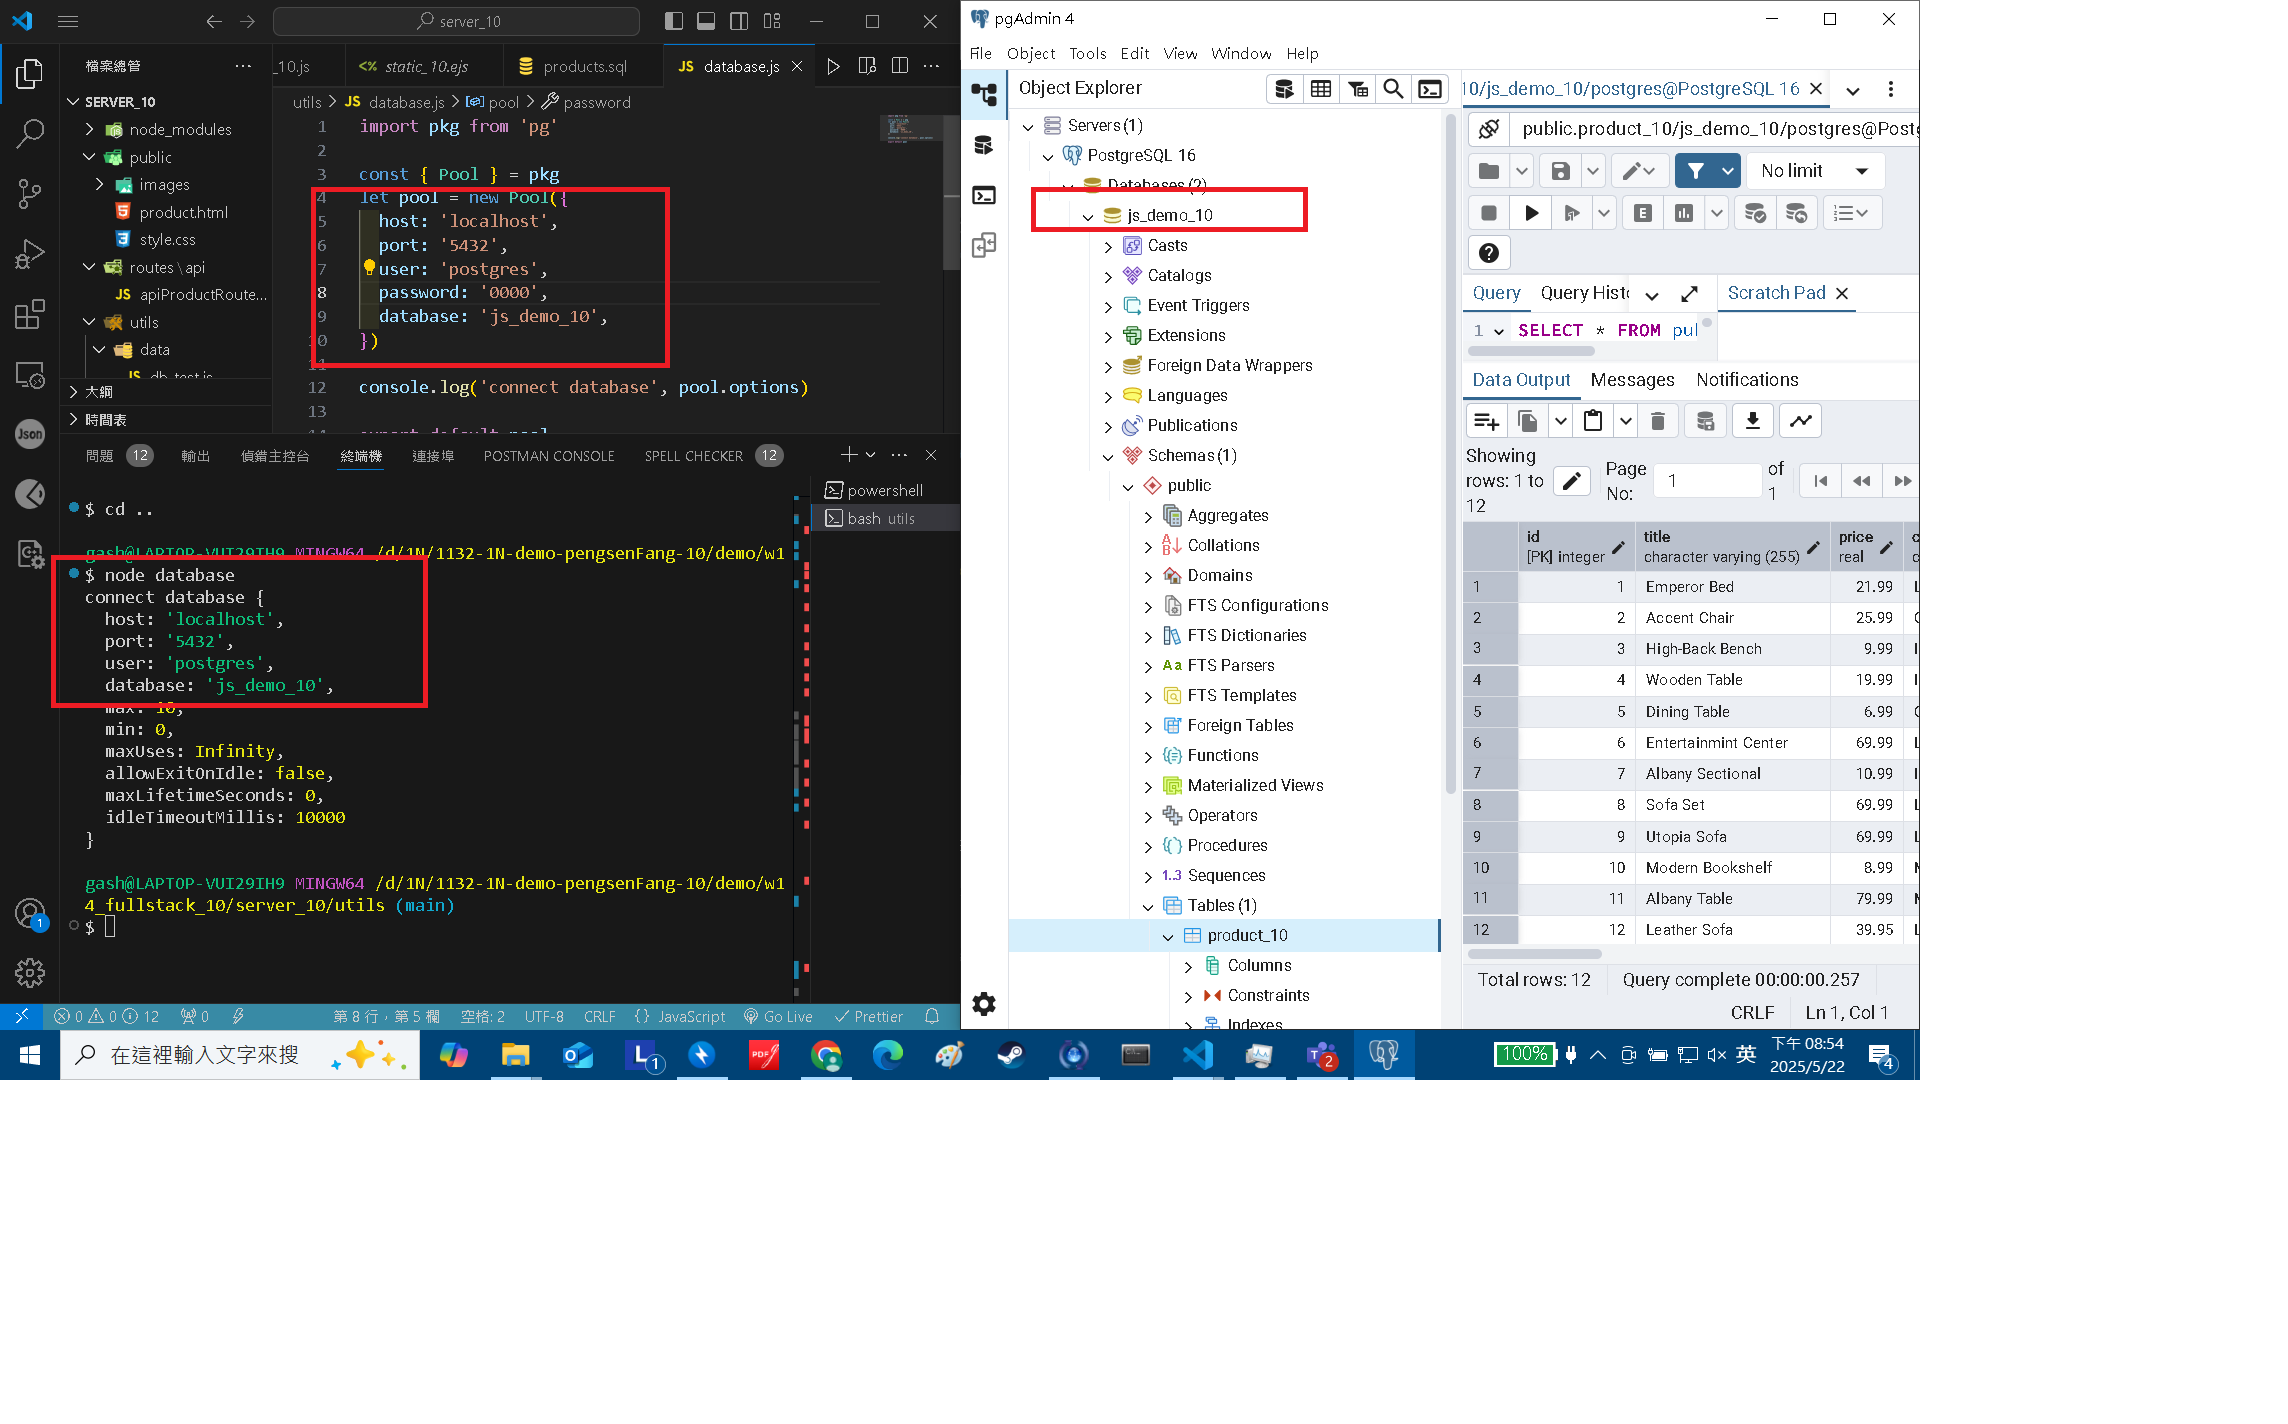 server_10
檔案總管
SERVER_10
node_modules
public
images
product.html
style.css
routes \ api
apiProductRoute...
utils
data
db_test.js
大綱
時間表
_10.js
static_10.ejs
products.sql
database.js
utils > JS database.js > pool > password
1 import pkg from 'pg'
2
3 const { Pool } = pkg
4 let pool = new Pool({
5 host: 'localhost',
6 port: '5432',
7 user: 'postgres',
8 password: '0000',
9 database: 'js_demo_10',
10 })
11
12 console.log('connect database', pool.options)
13
14 export default pool
問題 12 輸出 偵錯主控台 終端機 連接埠 POSTMAN CONSOLE SPELL CHECKER 12
powershell
bash utils
$ cd ..
gash@LAPTOP-VUI29IH9 MINGW64 /d/1N/1132-1N-demo-pengsenFang-10/demo/w1
$ node database
connect database {
host: 'localhost',
port: '5432',
user: 'postgres',
database: 'js_demo_10',
max: 10,
min: 0,
maxUses: Infinity,
allowExitOnIdle: false,
maxLifetimeSeconds: 0,
idleTimeoutMillis: 10000
}
gash@LAPTOP-VUI29IH9 MINGW64 /d/1N/1132-1N-demo-pengsenFang-10/demo/w1
4_fullstack_10/server_10/utils (main)
$
0 0 12 0 第 8 行，第 5 欄 空格: 2 UTF-8 CRLF {} JavaScript Go Live Prettier
pgAdmin 4
File Object Tools Edit View Window Help
Object Explorer
Servers (1)
PostgreSQL 16
Databases (2)
js_demo_10
Casts
Catalogs
Event Triggers
Extensions
Foreign Data Wrappers
Languages
Publications
Schemas (1)
public
Aggregates
Collations
Domains
FTS Configurations
FTS Dictionaries
FTS Parsers
FTS Templates
Foreign Tables
Functions
Materialized Views
Operators
Procedures
Sequences
Tables (1)
product_10
Columns
Constraints
Indexes
10/js_demo_10/postgres@PostgreSQL 16
public.product_10/js_demo_10/postgres@Postg
No limit
Query Query Histo Scratch Pad
1 SELECT * FROM pul
Data Output Messages Notifications
Showing rows: 1 to 12 Page No: 1 of 1
id [PK] integer title character varying (255) price real
1 1 Emperor Bed 21.99
2 2 Accent Chair 25.99
3 3 High-Back Bench 9.99
4 4 Wooden Table 19.99
5 5 Dining Table 6.99
6 6 Entertainmint Center 69.99
7 7 Albany Sectional 10.99
8 8 Sofa Set 69.99
9 9 Utopia Sofa 69.99
10 10 Modern Bookshelf 8.99
11 11 Albany Table 79.99
12 12 Leather Sofa 39.95
Total rows: 12 Query complete 00:00:00.257
CRLF Ln 1, Col 1
在這裡輸入文字來搜
100%
英
下午 08:54
2025/5/22
4